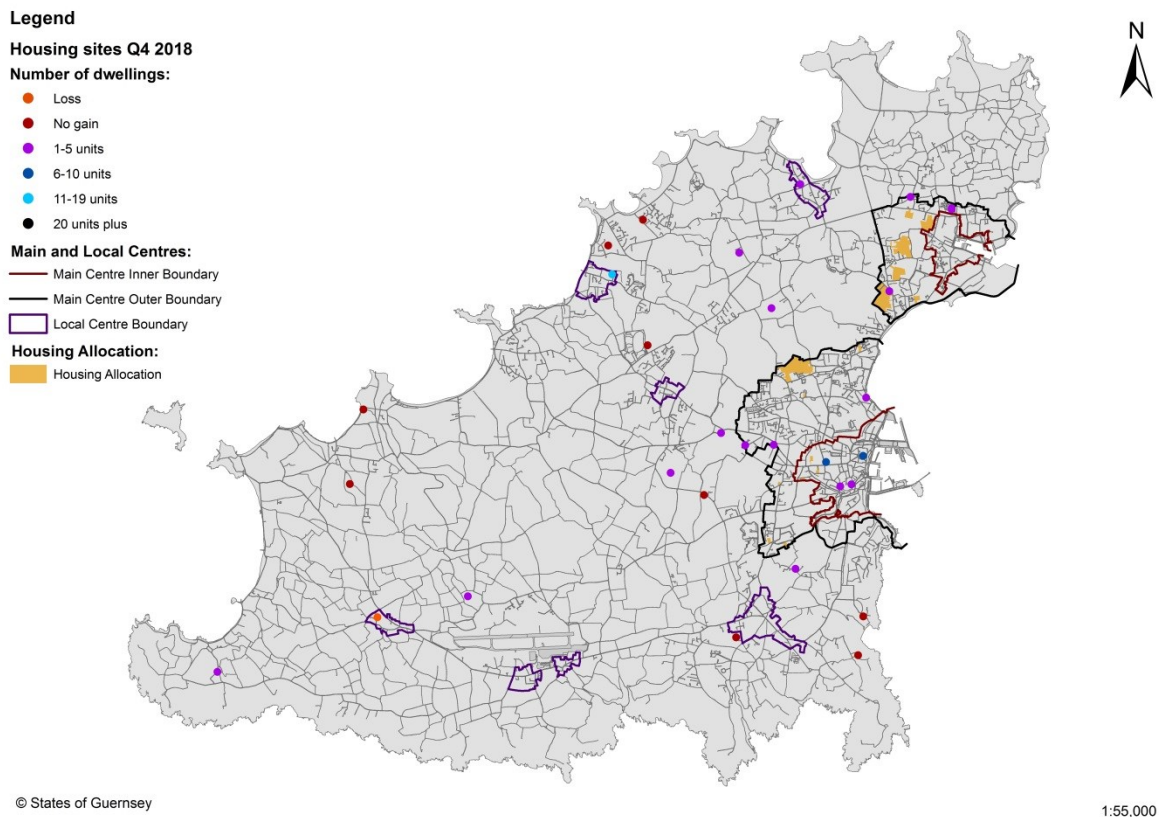 Legend
Housing sites Q4 2018
Number of dwellings:
Loss
No gain
1-5 units
6-10 units
11-19 units
20 units plus
Main and Local Centres:
Main Centre Inner Boundary
Main Centre Outer Boundary
Local Centre Boundary
Housing Allocation:
Housing Allocation
N
© States of Guernsey
1:55,000